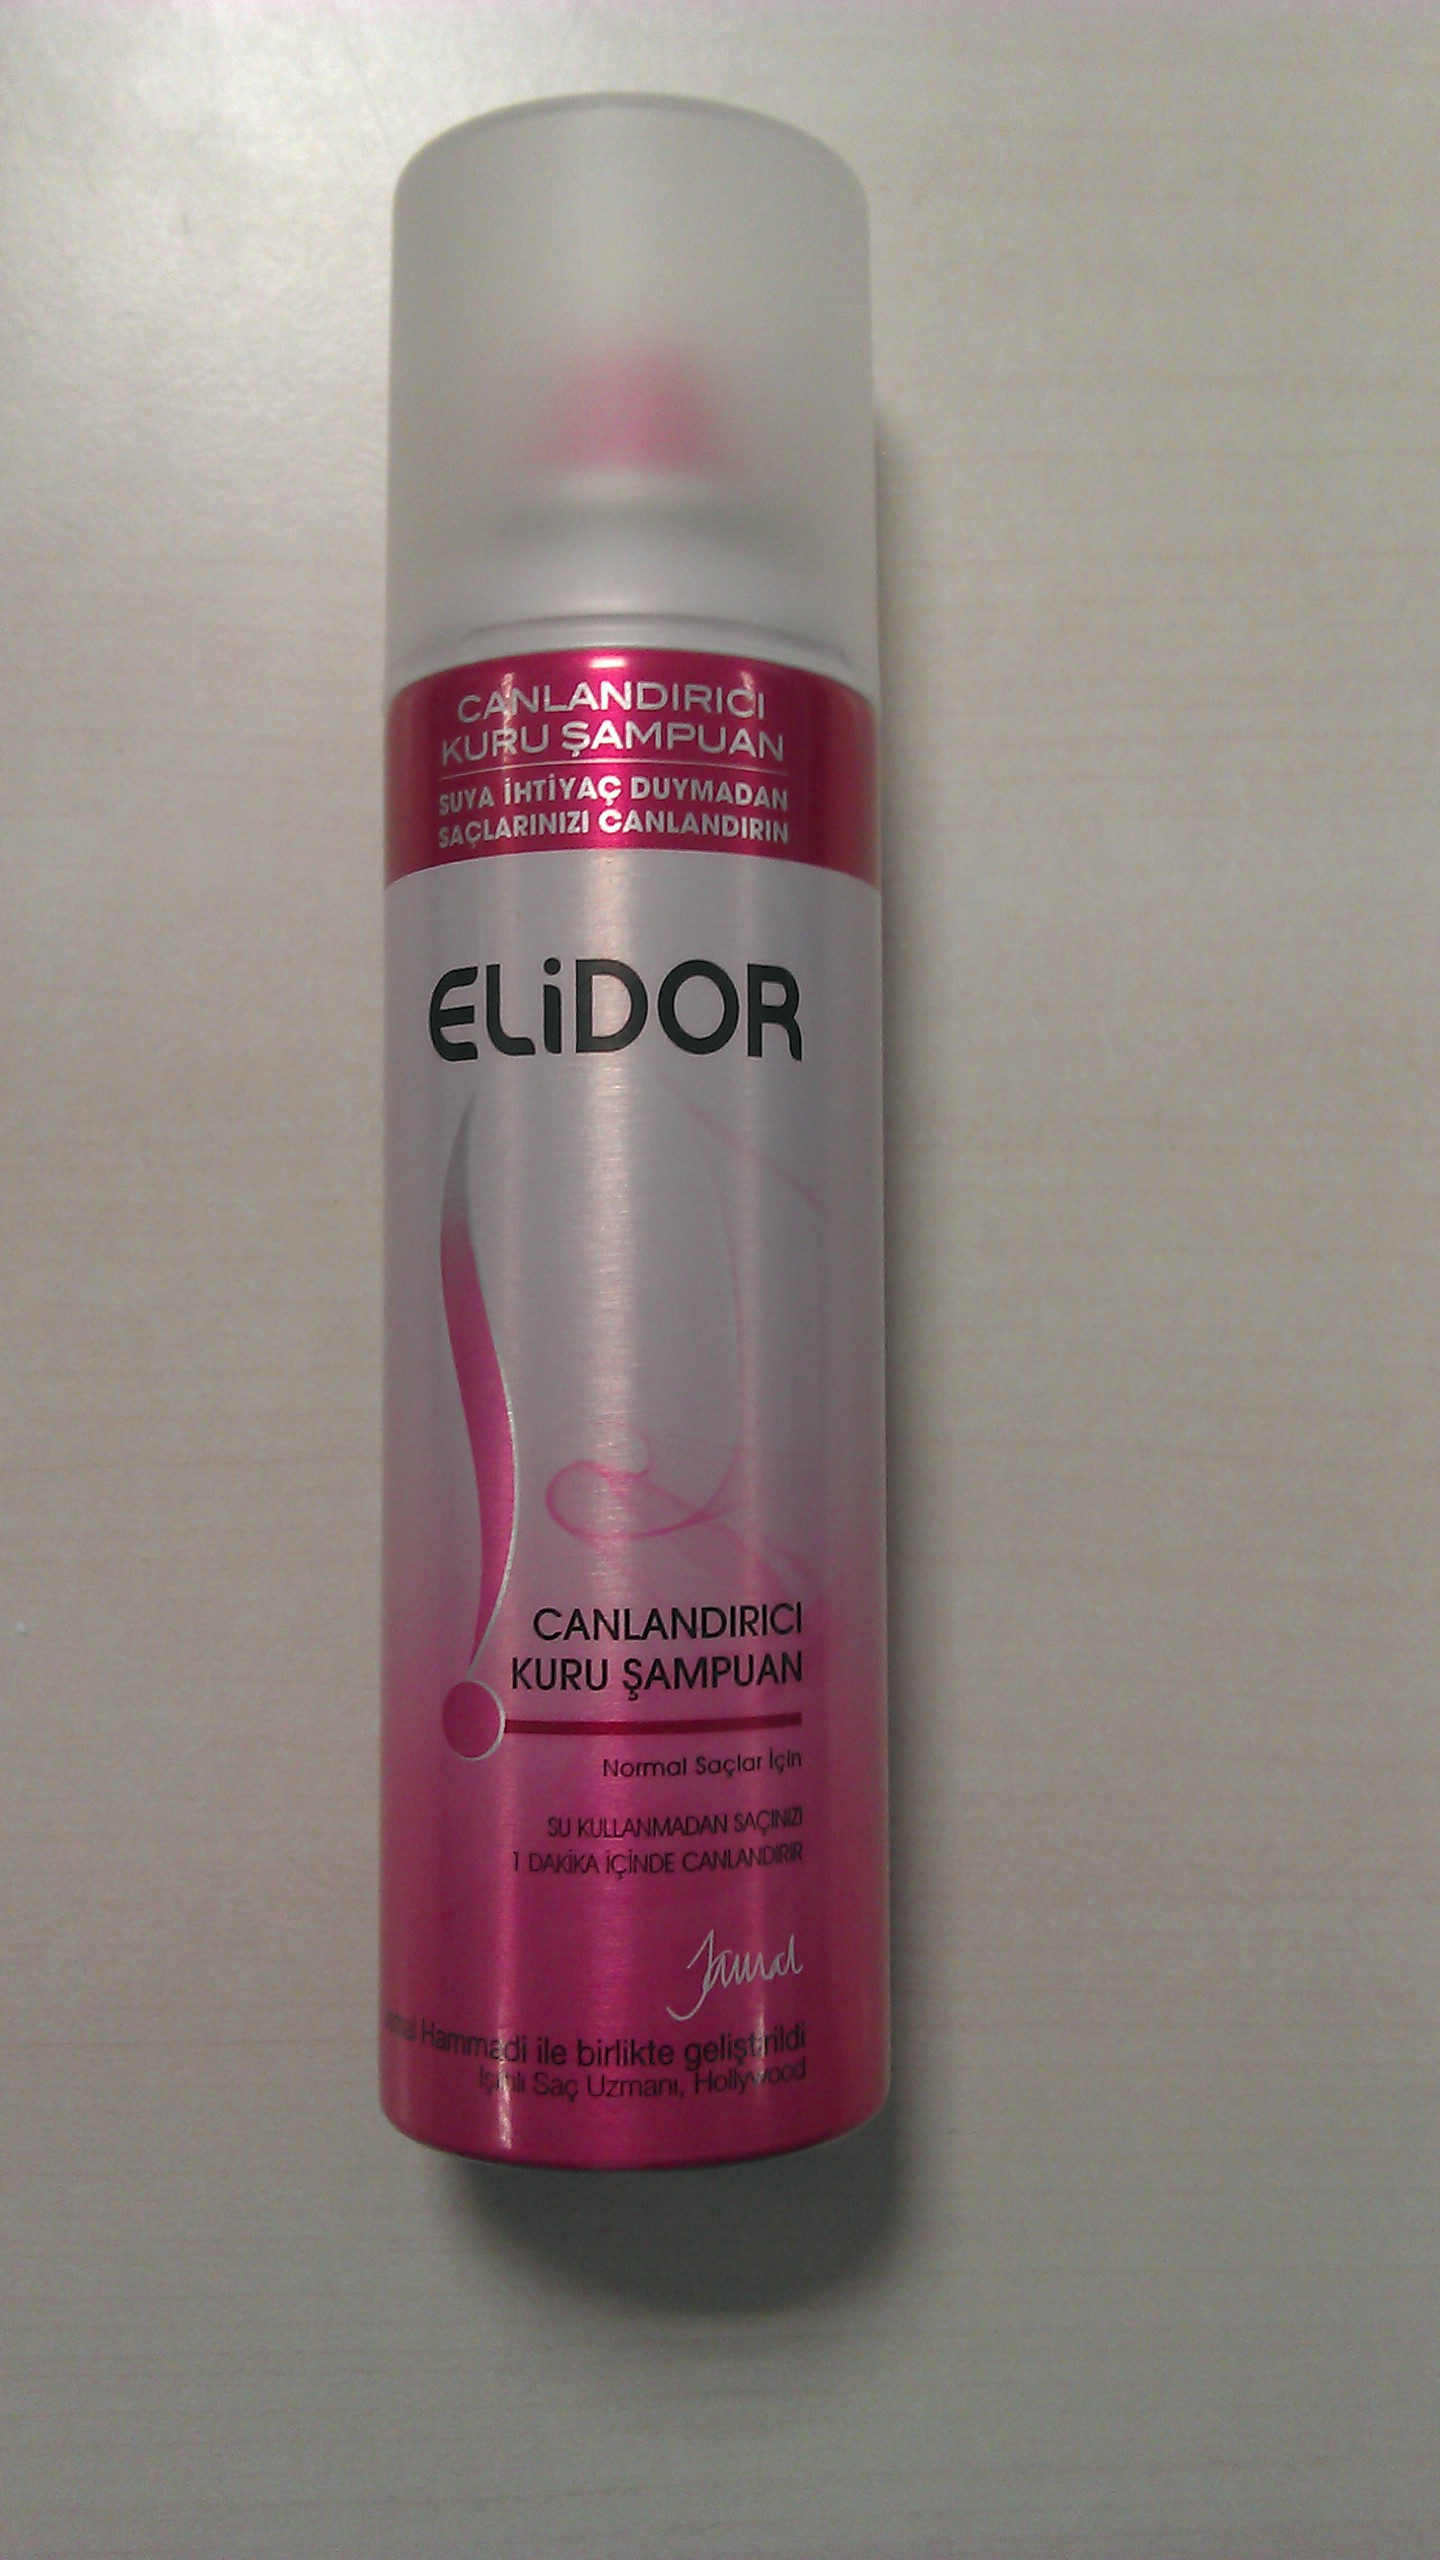 CANLANDIRICI
KURU ŞAMPUAN
SUYA İHTİYAÇ DUYMADAN
SAÇLARINIZI CANLANDIRIN
ELiDOR
CANLANDIRICI
KURU ŞAMPUAN
Normal Saçlar İçin
SU KULLANMADAN SAÇINIZI
1 DAKİKA İÇİNDE CANLANDIRIR
Jamal
Hammadi ile birlikte geliştirildi
Saç Uzmanı, Hollywood